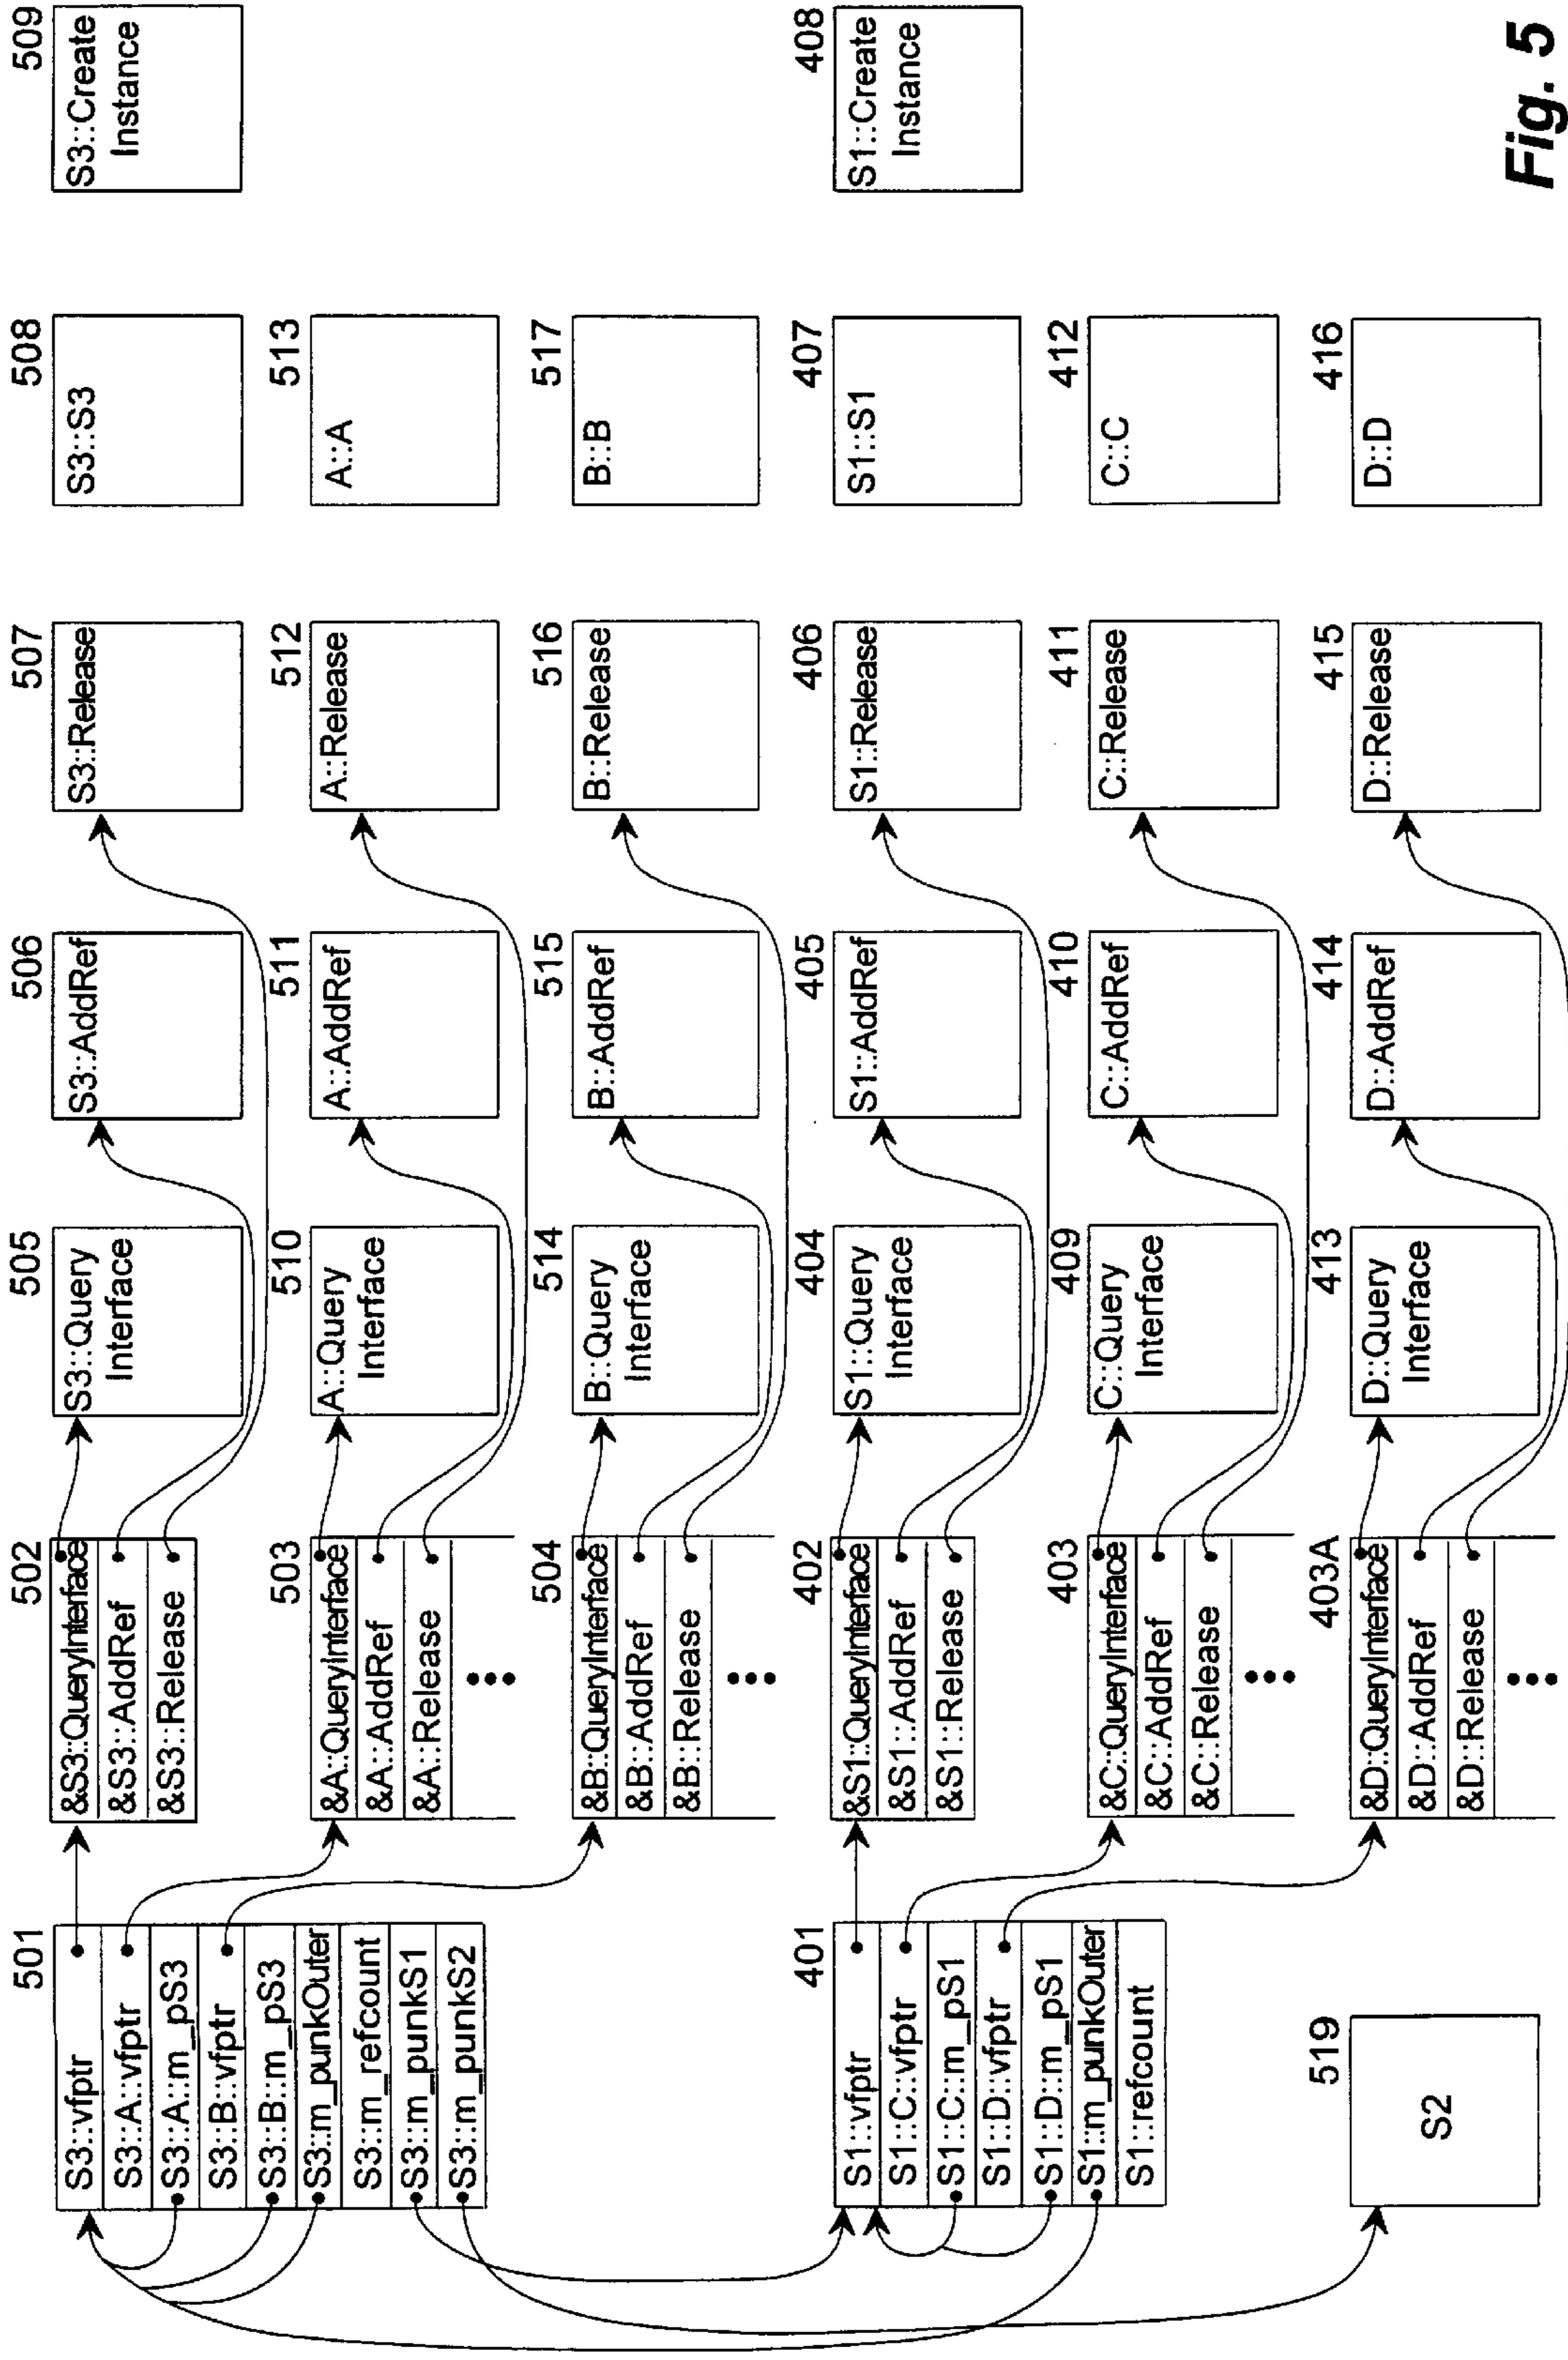 501
S3::vfptr
S3::A::vfptr
S3::A::m_pS3
S3::B::vfptr
S3::B::m_pS3
S3::m_punkOuter
S3::m_refcount
S3::m_punkS1
S3::m_punkS2
502
&S3::QueryInterface
&S3::AddRef
&S3::Release
505
S3::Query
Interface
506
S3::AddRef
507
S3::Release
508
S3::S3
509
S3::Create
Instance
503
&A::QueryInterface
&A::AddRef
&A::Release
510
A::Query
Interface
511
A::AddRef
512
A::Release
513
A::A
504
&B::QueryInterface
&B::AddRef
&B::Release
514
B::Query
Interface
515
B::AddRef
516
B::Release
517
B::B
401
S1::vfptr
S1::C::vfptr
S1::C::m_pS1
S1::D::vfptr
S1::D::m_pS1
S1::m_punkOuter
S1::refcount
402
&S1::QueryInterface
&S1::AddRef
&S1::Release
404
S1::Query
Interface
405
S1::AddRef
406
S1::Release
407
S1::S1
408
S1::Create
Instance
403
&C::QueryInterface
&C::AddRef
&C::Release
409
C::Query
Interface
410
C::AddRef
411
C::Release
412
C::C
519
S2
403A
&D::QueryInterface
&D::AddRef
&D::Release
413
D::Query
Interface
414
D::AddRef
415
D::Release
416
D::D
Fig. 5